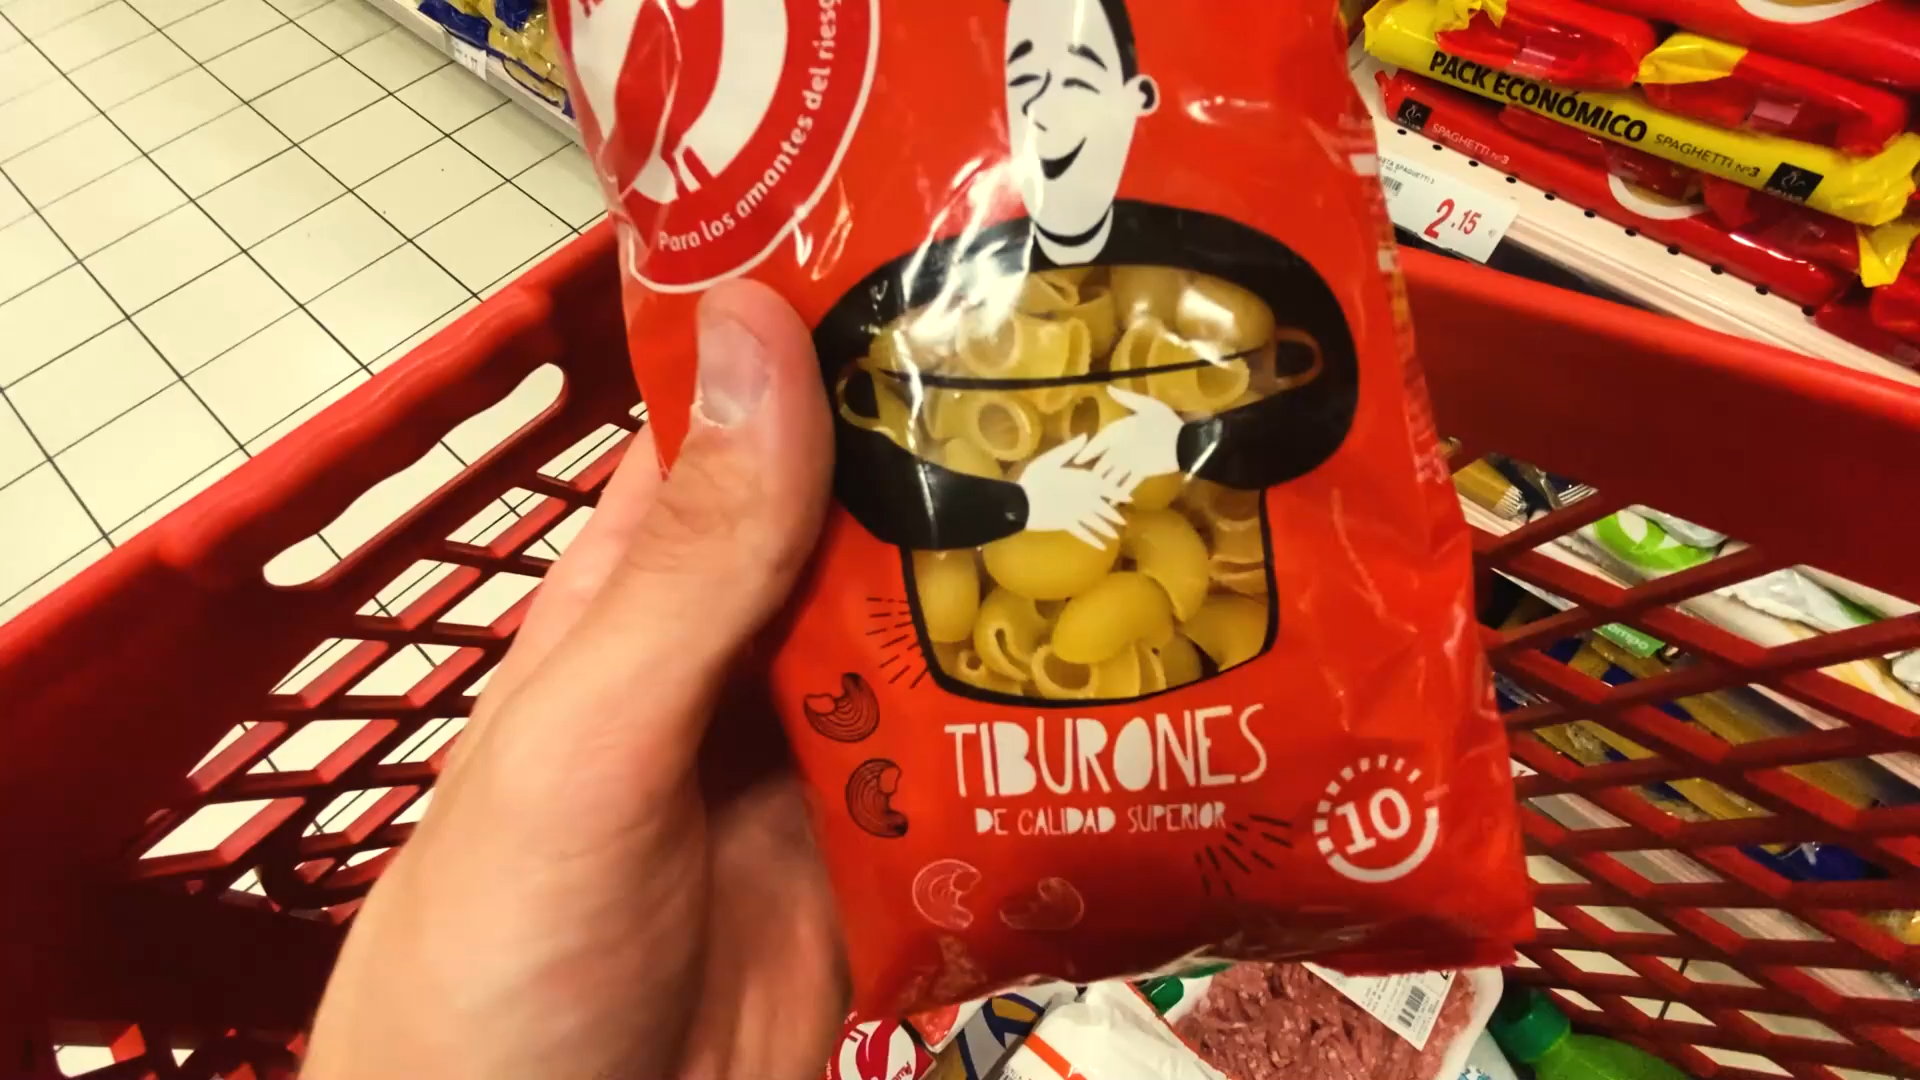 Para los amantes del riesg
TIBURONES
DE CALIDAD SUPERIOR
10
PACK ECONÓMICO SPAGHETTI Nº3
SPAGHETTI Nº3
2.15